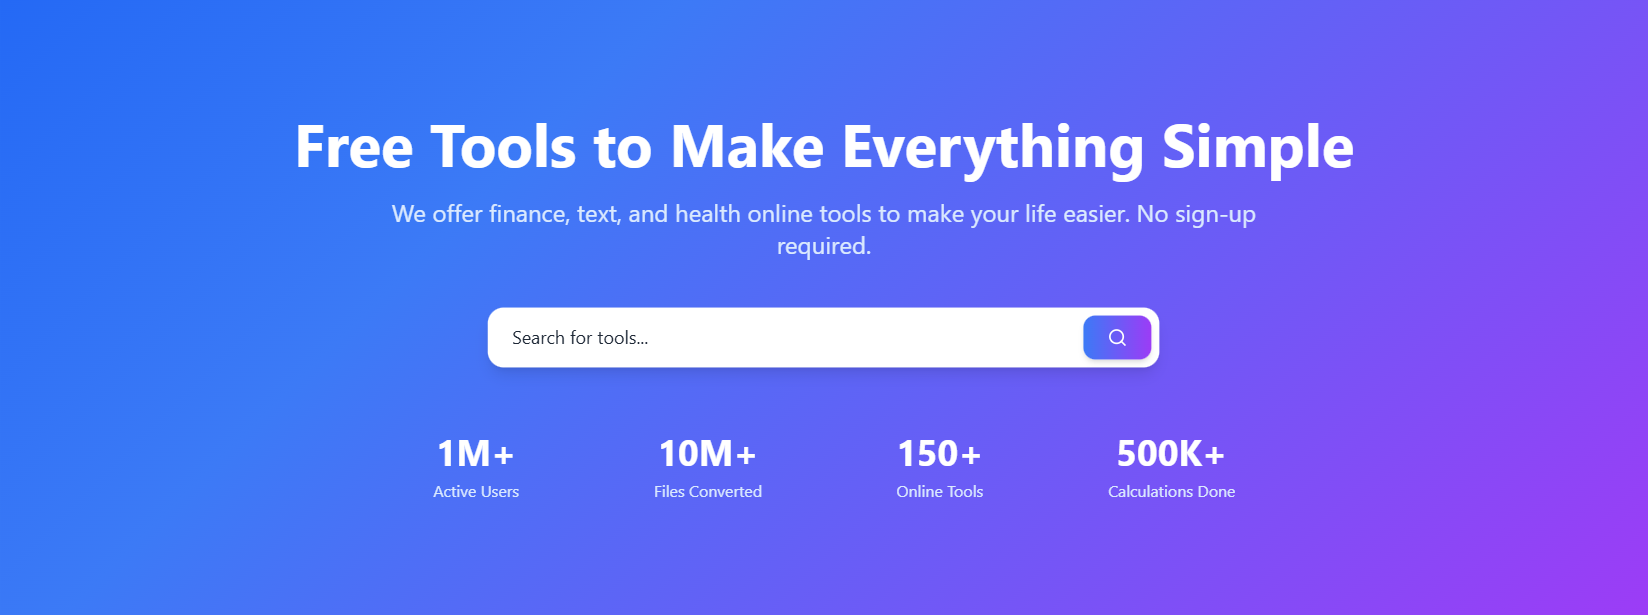 Free Tools to Make Everything Simple
We offer finance, text, and health online tools to make your life easier. No sign-up
required.
Search for tools...
1M+
Active Users
10M+
Files Converted
150+
Online Tools
500K+
Calculations Done